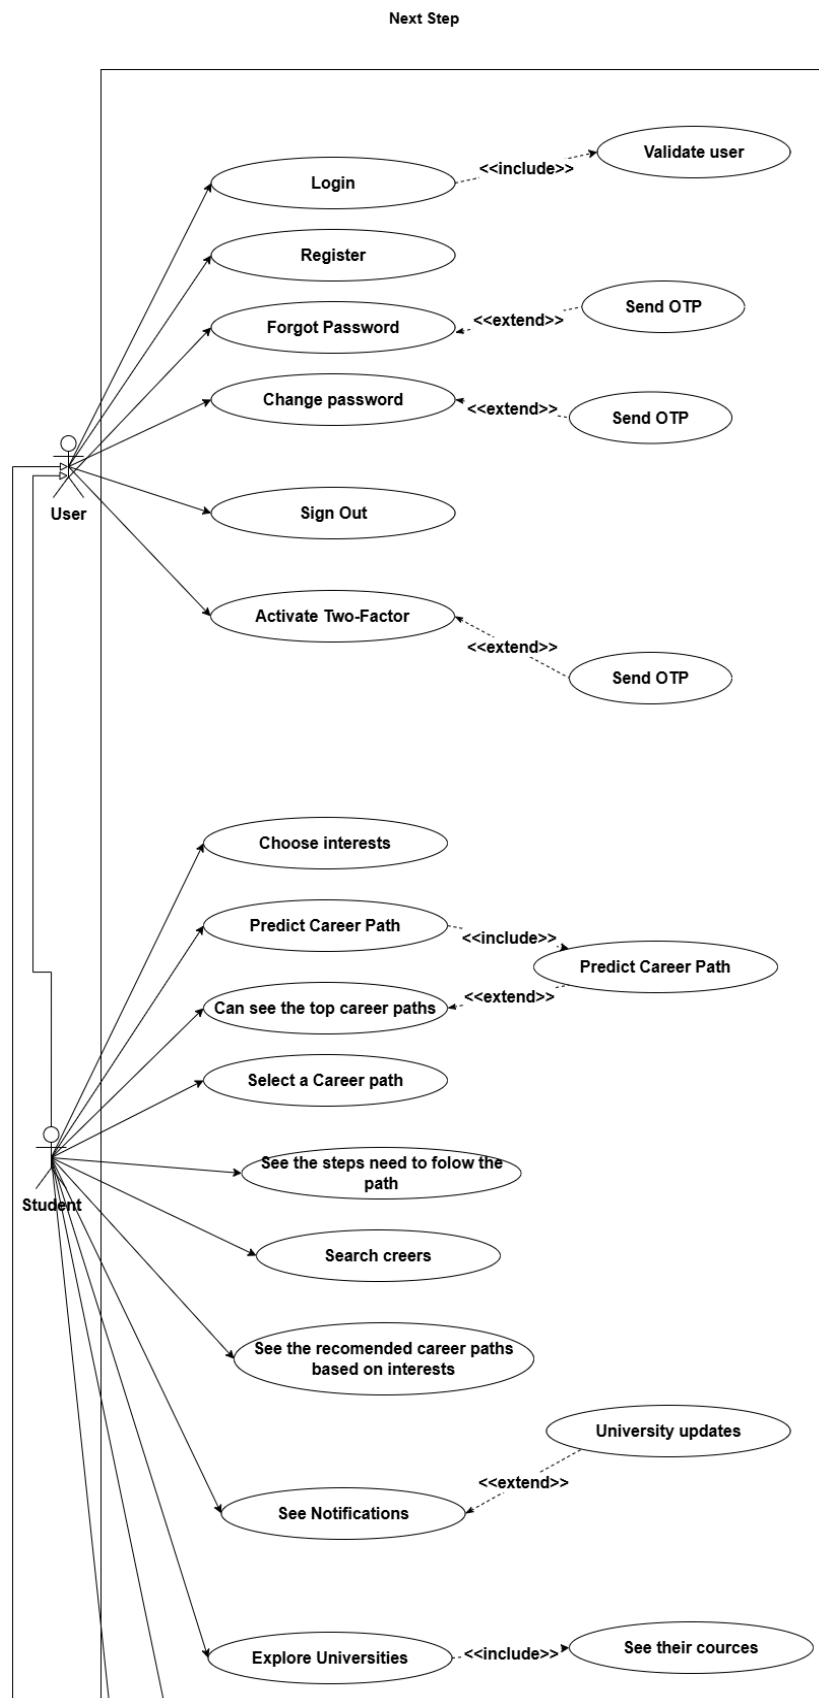 Next Step
Validate user
<<include>>
Login
Register
Send OTP
<<extend>>
Forgot Password
Change password
<<extend>>
Send OTP
User
Sign Out
Activate Two-Factor
<<extend>>
Send OTP
Choose interests
Predict Career Path
<<include>>
Predict Career Path
<<extend>>
Can see the top career paths
Select a Career path
See the steps need to folow the
path
Student
Search creers
See the recomended career paths
based on interests
University updates
<<extend>>
See Notifications
Explore Universities
<<include>>
See their cources